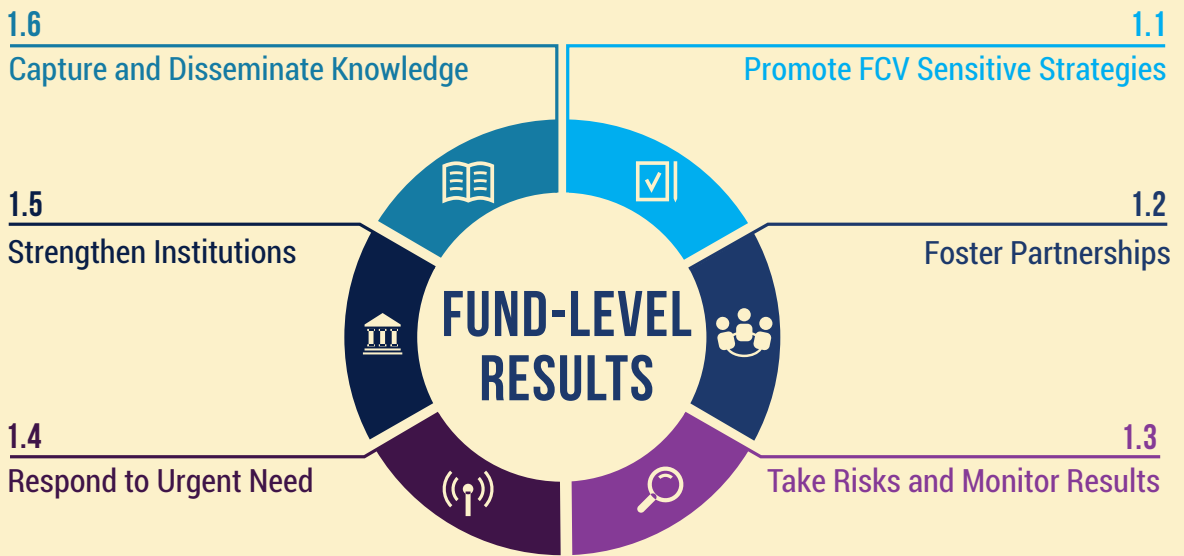 1.6
Capture and Disseminate Knowledge
1.1
Promote FCV Sensitive Strategies
1.5
Strengthen Institutions
1.2
Foster Partnerships
FUND-LEVEL
RESULTS
1.4
Respond to Urgent Need
1.3
Take Risks and Monitor Results